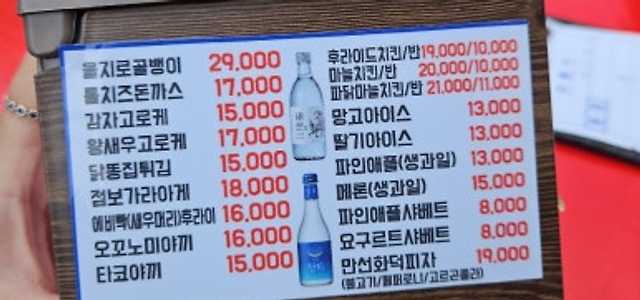 을지로골뱅이 29,000
롤치즈돈까스 17,000
감자고로케 15,000
왕새우고로케 17,000
닭똥집튀김 15,000
점보가라아게 18,000
에비빡(새우머리)후라이 16,000
오꼬노미야끼 16,000
타코야끼 15,000
후라이드치킨/반 19,000/10,000
마늘치킨/반 20,000/10,000
파닭마늘치킨/반 21,000/11,000
망고아이스 13,000
딸기아이스 13,000
파인애플(생과일) 13,000
메론(생과일) 15,000
파인애플샤베트 8,000
요구르트샤베트 8,000
만선화덕피자 19,000
(불고기/페퍼로니/고르곤졸라)